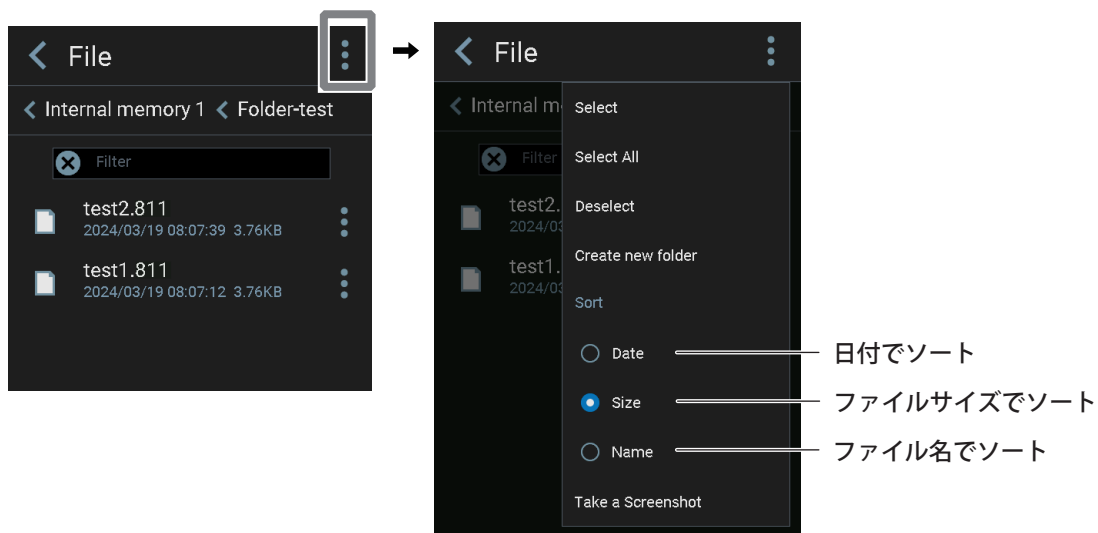 File
Internal memory 1 Folder-test
Filter
test2.811
2024/03/19 08:07:39 3.76KB
test1.811
2024/03/19 08:07:12 3.76KB
File
Internal m
Filter
test2.
2024/03
test1.
2024/03
Select
Select All
Deselect
Create new folder
Sort
Date
Size
Name
Take a Screenshot
日付でソート
ファイルサイズでソート
ファイル名でソート